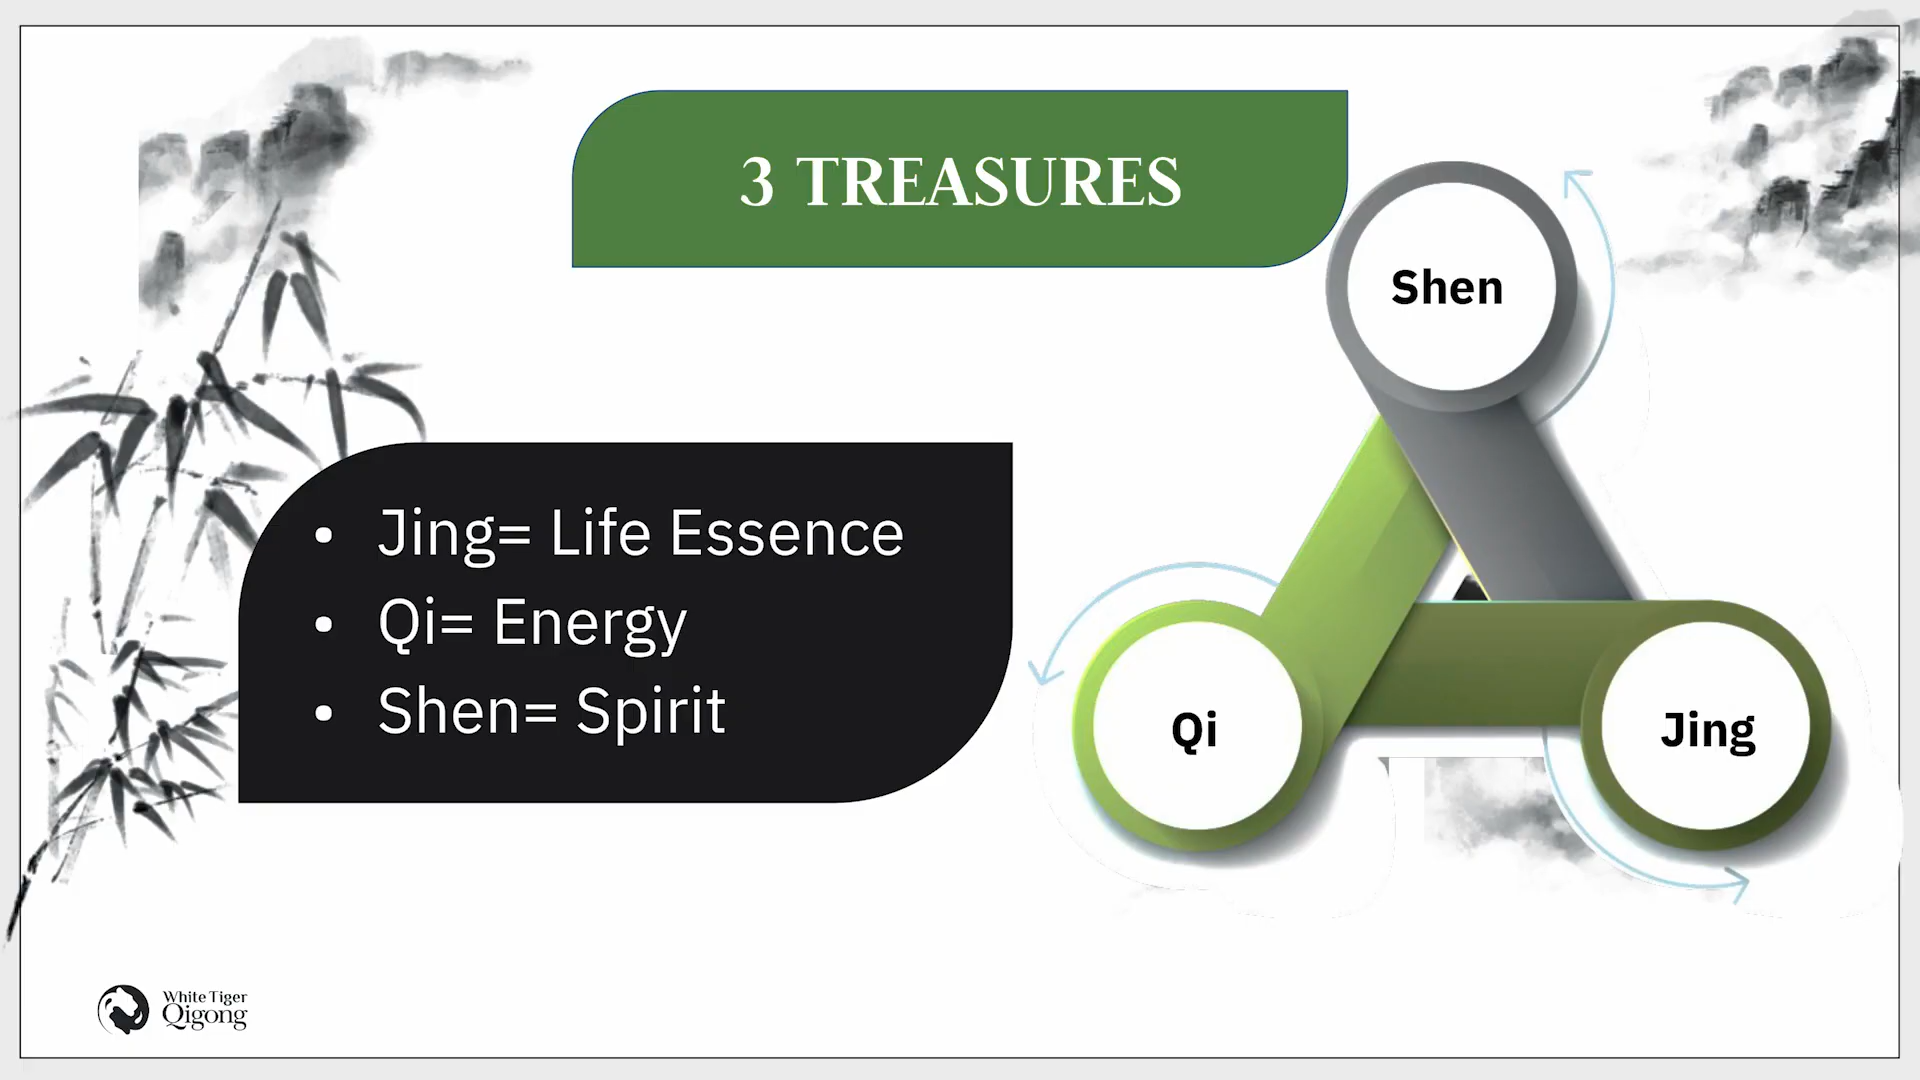 3 TREASURES
Shen
• Jing= Life Essence
• Qi= Energy
• Shen= Spirit
Qi
Jing
White Tiger
Qigong